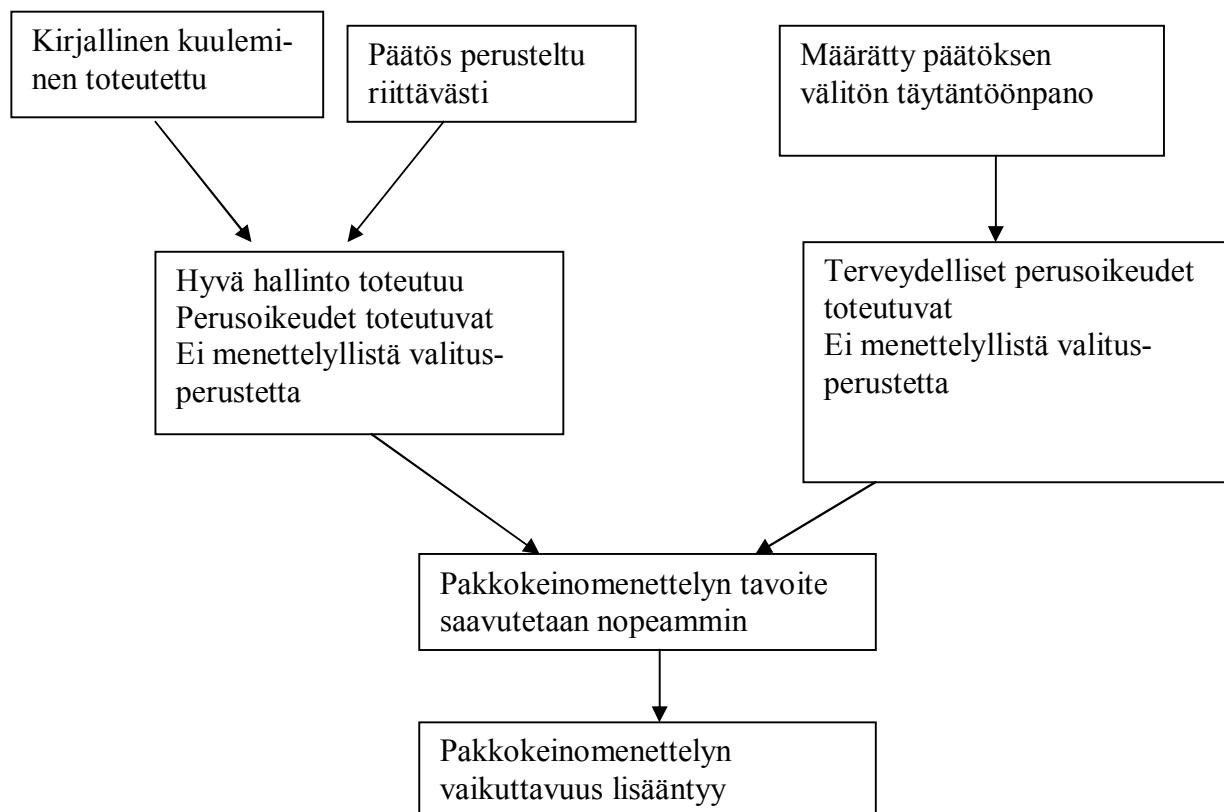 Kirjallinen kuulemi-
nen toteutettu
Päätös perusteltu
riittävästi
Määrätty päätöksen
välitön täytäntöönpano
Hyvä hallinto toteutuu
Perusoikeudet toteutuvat
Ei menettelyllistä valitus-
perustetta
Terveydelliset perusoikeudet
toteutuvat
Ei menettelyllistä valitus-
perustetta
Pakkokeinomenettelyn tavoite
saavutetaan nopeammin
Pakkokeinomenettelyn
vaikuttavuus lisääntyy